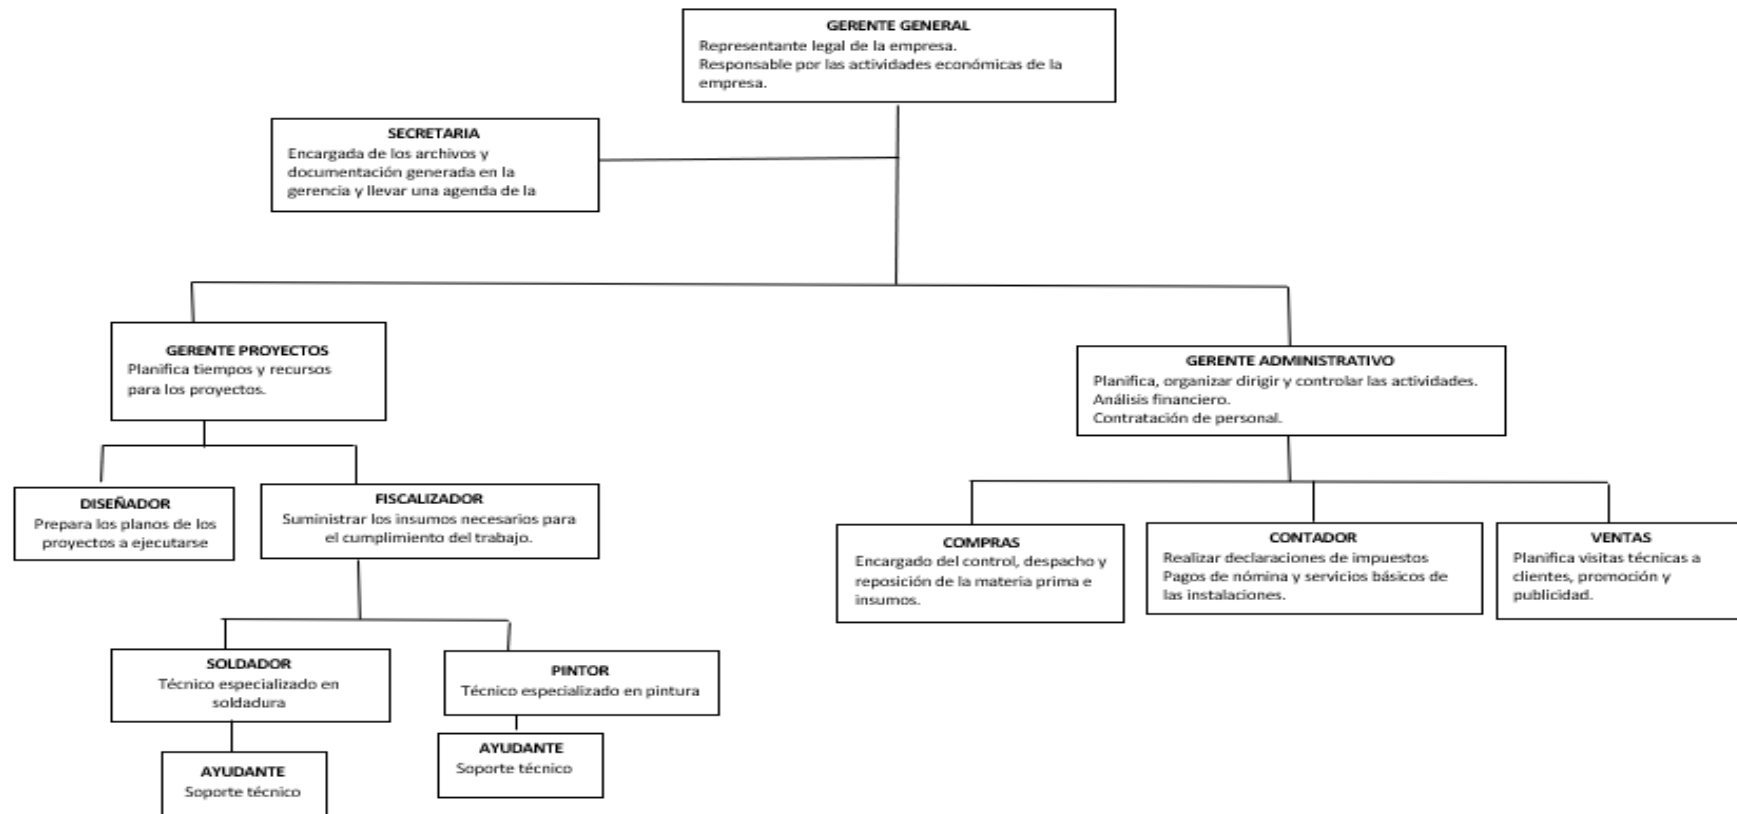 GERENTE GENERAL
Representante legal de la empresa.
Responsable por las actividades económicas de la
empresa.
SECRETARIA
Encargada de los archivos y
documentación generada en la
gerencia y llevar una agenda de la
GERENTE PROYECTOS
Planifica tiempos y recursos
para los proyectos.
GERENTE ADMINISTRATIVO
Planifica, organizar dirigir y controlar las actividades.
Análisis financiero.
Contratación de personal.
DISEÑADOR
Prepara los planos de los
proyectos a ejecutarse
FISCALIZADOR
Suministrar los insumos necesarios para
el cumplimiento del trabajo.
COMPRAS
Encargado del control, despacho y
reposición de la materia prima e
insumos.
CONTADOR
Realizar declaraciones de impuestos
Pagos de nómina y servicios básicos de
las instalaciones.
VENTAS
Planifica visitas técnicas a
clientes, promoción y
publicidad.
SOLDADOR
Técnico especializado en
soldadura
PINTOR
Técnico especializado en pintura
AYUDANTE
Soporte técnico
AYUDANTE
Soporte técnico